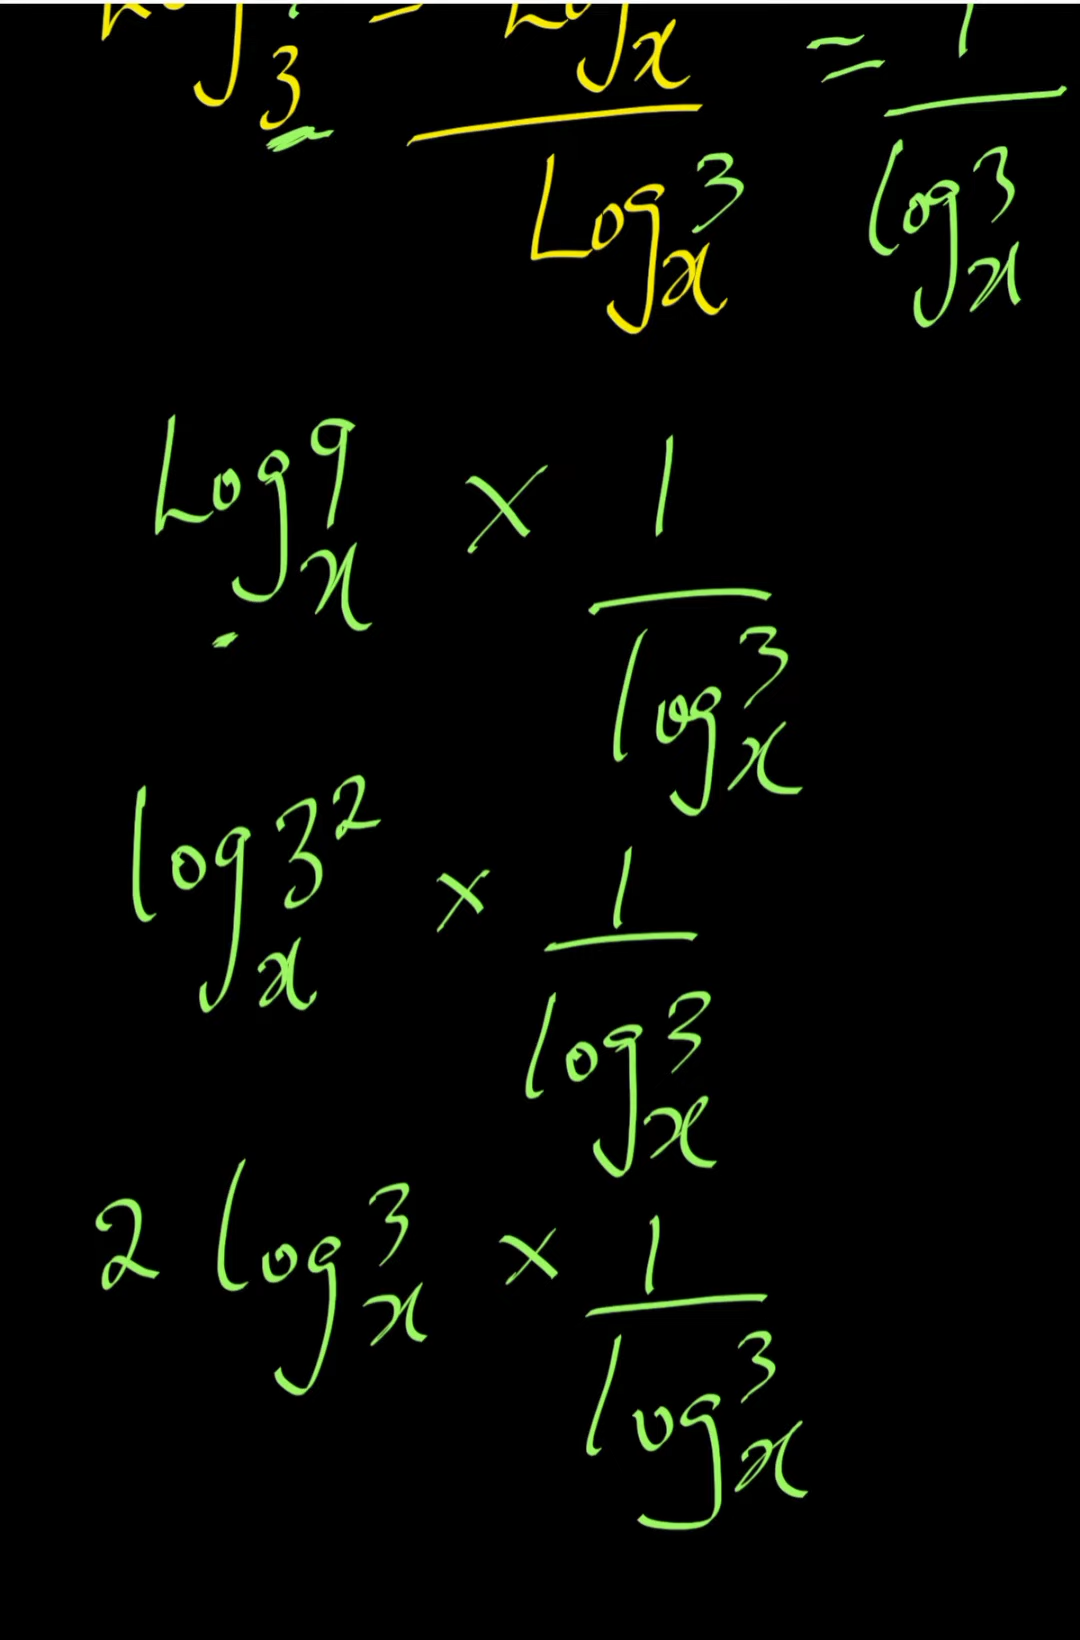 3 = x = 1
Log_x^3 log_x^3
Log_x^9 × 1
log_x^3
log_x 3^2 × 1
log_x^3
2 log_x^3 × 1
log_x^3